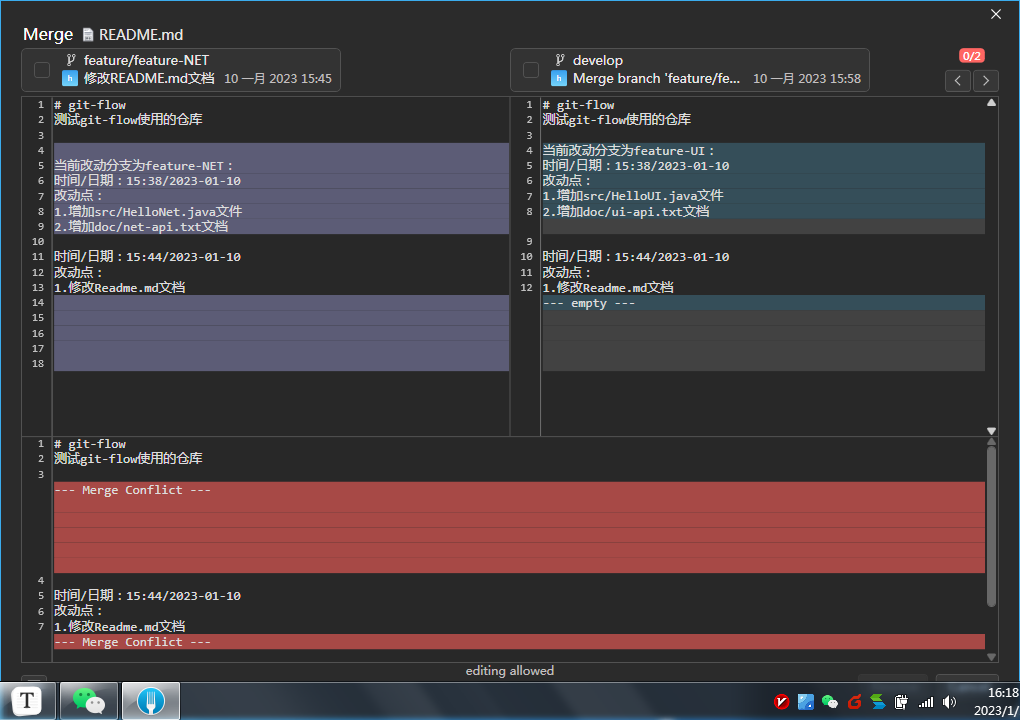 Merge README.md
feature/feature-NET
修改README.md文档 10 一月 2023 15:45
develop
Merge branch 'feature/fe... 10 一月 2023 15:58
0/2
1 # git-flow
2 测试git-flow使用的仓库
3
4
5 当前改动分支为feature-NET：
6 时间/日期：15:38/2023-01-10
7 改动点：
8 1.增加src/HelloNet.java文件
9 2.增加doc/net-api.txt文档
10
11 时间/日期：15:44/2023-01-10
12 改动点：
13 1.修改Readme.md文档
14
15
16
17
18
1 # git-flow
2 测试git-flow使用的仓库
3
4 当前改动分支为feature-UI：
5 时间/日期：15:38/2023-01-10
6 改动点：
7 1.增加src/HelloUI.java文件
8 2.增加doc/ui-api.txt文档
9
10 时间/日期：15:44/2023-01-10
11 改动点：
12 1.修改Readme.md文档
--- empty ---
1 # git-flow
2 测试git-flow使用的仓库
3
--- Merge Conflict ---
4
5 时间/日期：15:44/2023-01-10
6 改动点：
7 1.修改Readme.md文档
--- Merge Conflict ---
editing allowed
T
16:18
2023/1/